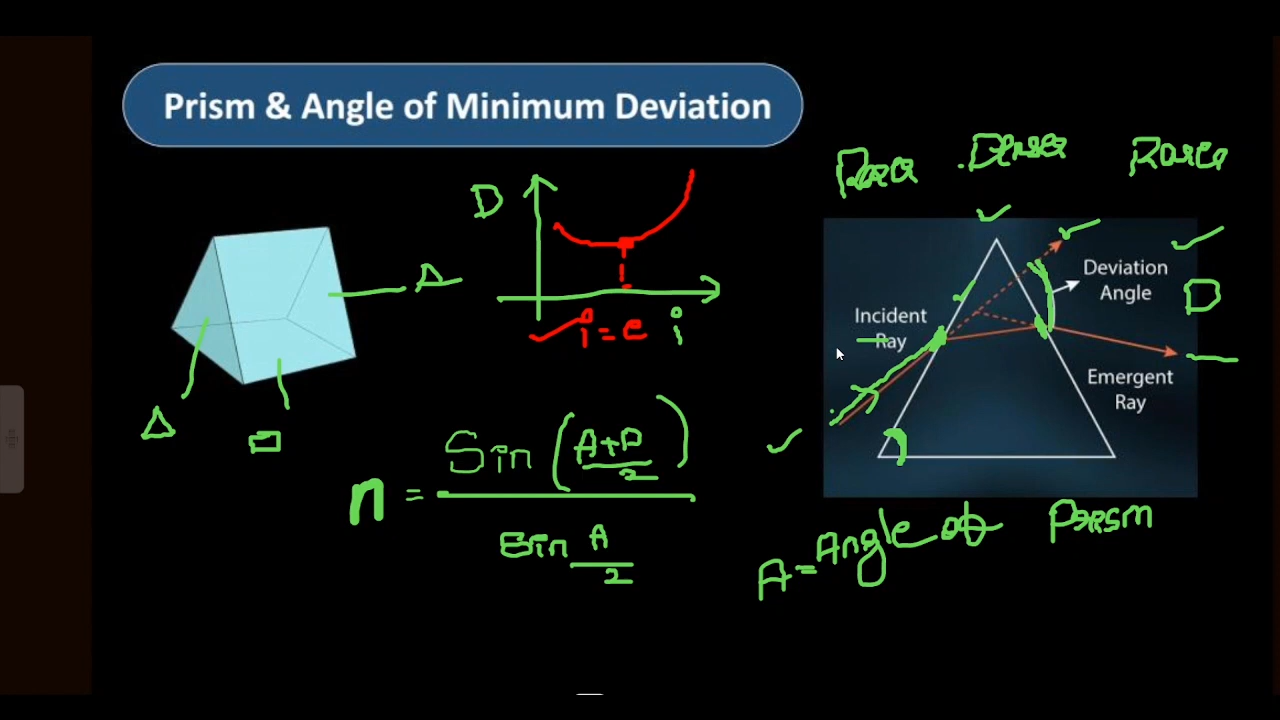 Prism & Angle of Minimum Deviation
Denser Rarer
D
Δ
Deviation
Angle
D
Incident
Ray
i = e i
Emergent
Ray
Δ
n = Sin (A+D/2) / Sin A/2
A = Angle of Prism